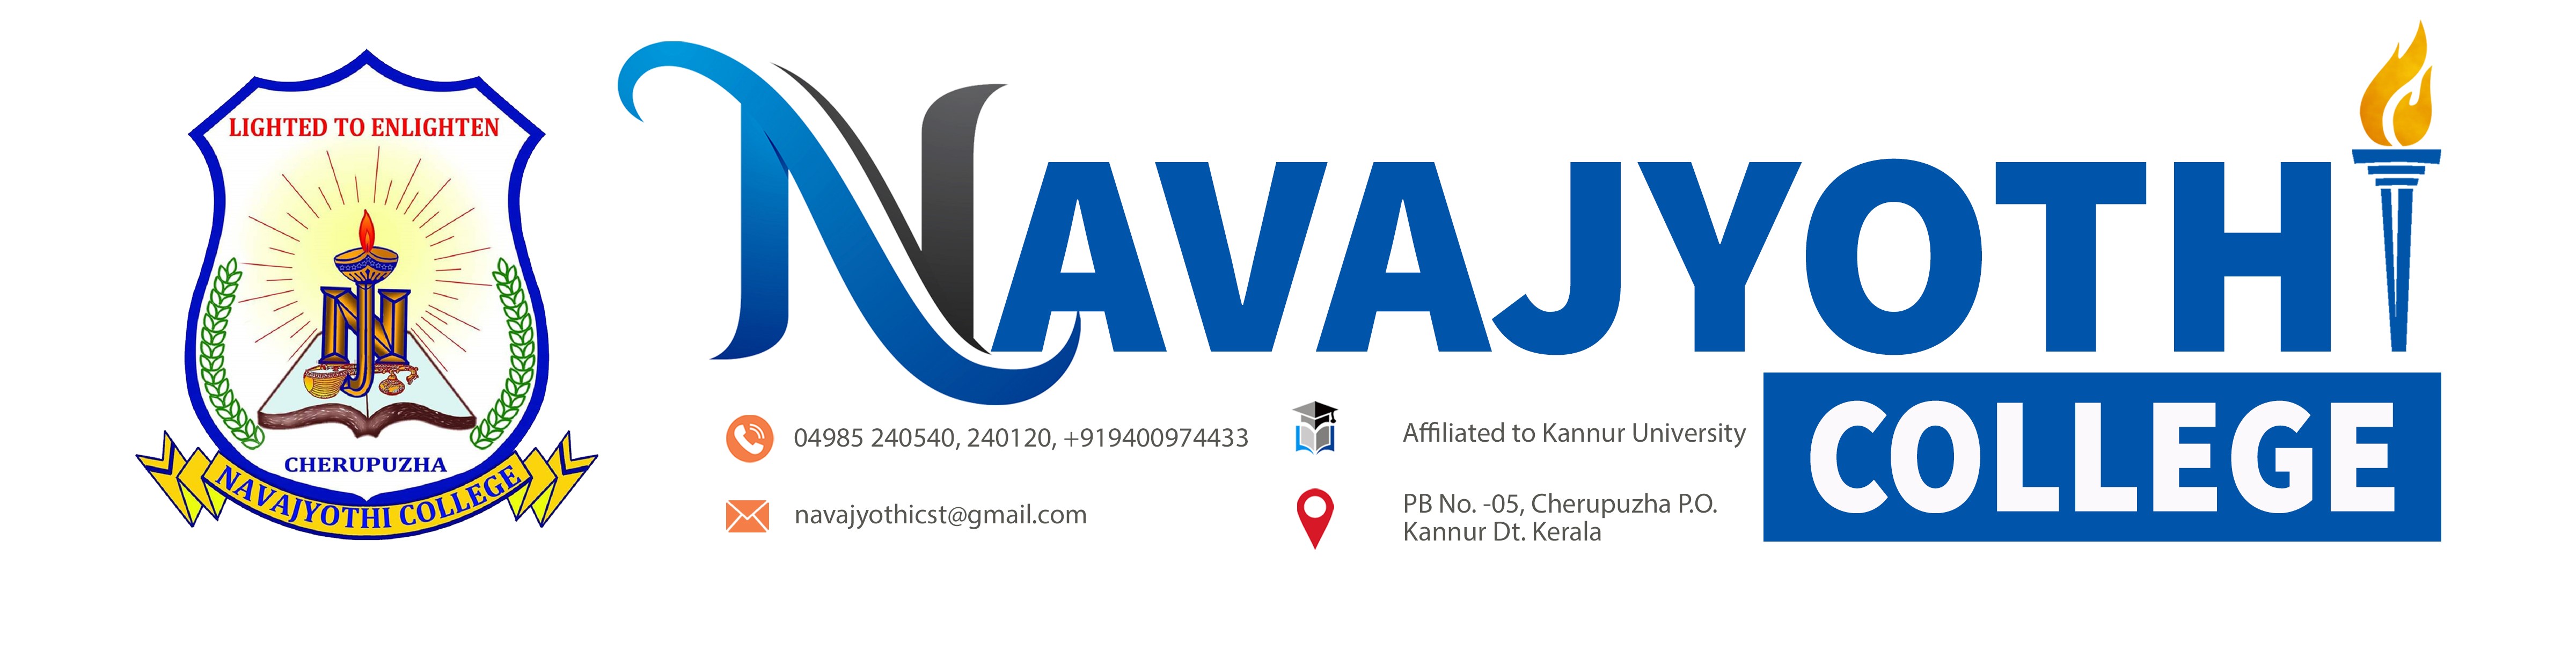 LIGHTED TO ENLIGHTEN
NJ
CHERUPUZHA
NAVAJYOTHI COLLEGE
NAVAJYOTHI
COLLEGE
04985 240540, 240120, +919400974433
navajyothicst@gmail.com
Affiliated to Kannur University
PB No. -05, Cherupuzha P.O.
Kannur Dt. Kerala